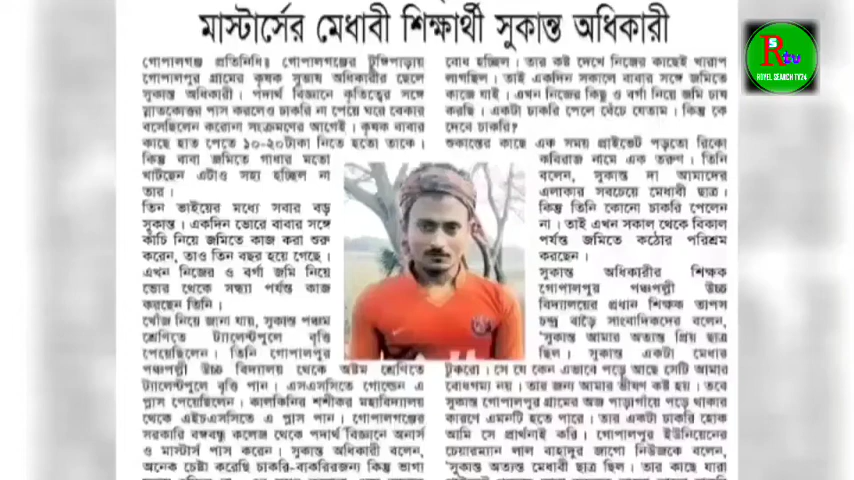 মাস্টার্সের মেধাবী শিক্ষার্থী সুকান্ত অধিকারী
গোপালগঞ্জ প্রতিনিধি॥ গোপালগঞ্জের টুঙ্গিপাড়ায়
গোপালপুর গ্রামের কৃষক সুভাষ অধিকারীর ছেলে
সুকান্ত অধিকারী। পদার্থ বিজ্ঞানে কৃতিত্বের সঙ্গে
স্নাতকোত্তর পাস করলেও চাকরি না পেয়ে ঘরে বেকার
বসেছিলেন করোনা সংক্রমণের আগেই। কৃষক বাবার
কাছে হাত পেতে ১০-২০টাকা নিতে হতো তাকে।
কিন্তু বাবা জমিতে গাধার মতো
খাটছেন এটাও সহ্য হচ্ছিল না
তার।
তিন ভাইয়ের মধ্যে সবার বড়
সুকান্ত। একদিন ভোরে বাবার সঙ্গে
কাঁচি নিয়ে জমিতে কাজ করা শুরু
করেন, তাও তিন বছর হয়ে গেছে।
এখন নিজের ও বর্গা জমি নিয়ে
ভোর থেকে সন্ধ্যা পর্যন্ত কাজ
করছেন তিনি।
খোঁজ নিয়ে জানা যায়, সুকান্ত পঞ্চম
শ্রেণিতে ট্যালেন্টপুলে বৃত্তি
পেয়েছিলেন। তিনি গোপালপুর
পঞ্চপল্লী উচ্চ বিদ্যালয় থেকে অষ্টম শ্রেণিতে
ট্যালেন্টপুলে বৃত্তি পান। এসএসসিতে গোল্ডেন এ
প্লাস পেয়েছিলেন। কালকিনির শশীকর মহাবিদ্যালয়
থেকে এইচএসসিতে এ প্লাস পান। গোপালগঞ্জের
সরকারি বঙ্গবন্ধু কলেজ থেকে পদার্থ বিজ্ঞানে অনার্স
ও মাস্টার্স পাস করেন। সুকান্ত অধিকারী বলেন,
অনেক চেষ্টা করেছি চাকরি-বাকরিরজন্য কিন্তু ভাগ্য
বোধ হচ্ছিল। তার কষ্ট দেখে নিজের কাছেই খারাপ
লাগছিল। তাই একদিন সকালে বাবার সঙ্গে জমিতে
কাজে যাই। এখন নিজের কিছু ও বর্গা নিয়ে জমি চাষ
করছি। একটা চাকরি পেলে বেঁচে যেতাম। কিন্তু কে
দেবে চাকরি?
শুকান্তের কাছে এক সময় প্রাইভেট পড়তো রিকো
কবিরাজ নামে এক তরুণ। তিনি
বলেন, সুকান্ত দা আমাদের
এলাকার সবচেয়ে মেধাবী ছাত্র।
কিন্তু তিনি কোনো চাকরি পেলেন
না। তাই এখন সকাল থেকে বিকাল
পর্যন্ত জমিতে কঠোর পরিশ্রম
করছেন।
সুকান্ত অধিকারীর শিক্ষক
গোপালপুর পঞ্চপল্লী উচ্চ
বিদ্যালয়ের প্রধান শিক্ষক তাপস
চন্দ্র বাড়ৈ সাংবাদিকদের বলেন,
'সুকান্ত আমার অত্যন্ত প্রিয় ছাত্র
ছিল। সুকান্ত একটা মেধার
টুকরো। সে যে কেন এভাবে পড়ে আছে সেটি আমার
বোধগম্য নয়। তার জন্য আমার ভীষণ কষ্ট হয়। তবে
সুকান্ত গোপালপুর গ্রামের অজ পাড়াগাঁয়ে পড়ে থাকার
কারণে এমনটি হতে পারে। তার একটা চাকরি হোক
আমি সে প্রার্থনাই করি। গোপালপুর ইউনিয়নের
চেয়ারম্যান লাল বাহাদুর জাগো নিউজকে বলেন,
'সুকান্ত অত্যন্ত মেধাবী ছাত্র ছিল। তার কাছে যারা
R S tv
RIYEL SEARCH TV24